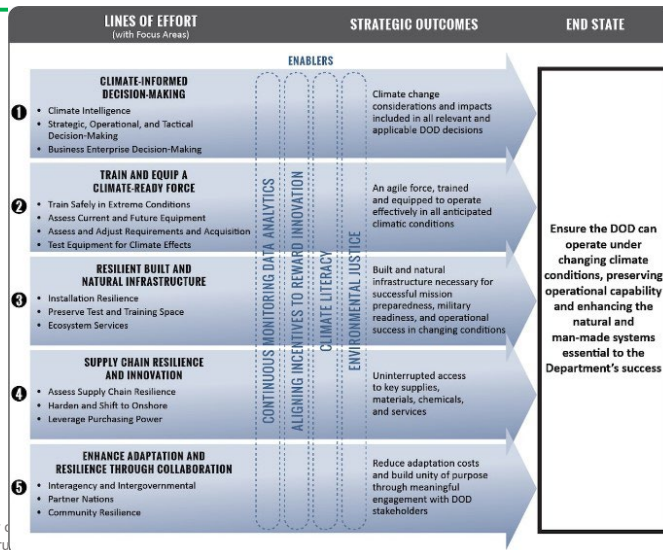 LINES OF EFFORT
(with Focus Areas)
STRATEGIC OUTCOMES
END STATE
ENABLERS
1
CLIMATE-INFORMED
DECISION-MAKING
• Climate Intelligence
• Strategic, Operational, and Tactical
Decision-Making
• Business Enterprise Decision-Making
Climate change
considerations and impacts
included in all relevant and
applicable DOD decisions
2
TRAIN AND EQUIP A
CLIMATE-READY FORCE
• Train Safely in Extreme Conditions
• Assess Current and Future Equipment
• Assess and Adjust Requirements and Acquisition
• Test Equipment for Climate Effects
An agile force, trained
and equipped to operate
effectively in all anticipated
climatic conditions
3
RESILIENT BUILT AND
NATURAL INFRASTRUCTURE
• Installation Resilience
• Preserve Test and Training Space
• Ecosystem Services
Built and natural
infrastructure necessary for
successful mission
preparedness, military
readiness, and operational
success in changing conditions
4
SUPPLY CHAIN RESILIENCE
AND INNOVATION
• Assess Supply Chain Resilience
• Harden and Shift to Onshore
• Leverage Purchasing Power
Uninterrupted access
to key supplies,
materials, chemicals,
and services
5
ENHANCE ADAPTATION AND
RESILIENCE THROUGH COLLABORATION
• Interagency and Intergovernmental
• Partner Nations
• Community Resilience
Reduce adaptation costs
and build unity of purpose
through meaningful
engagement with DOD
stakeholders
CONTINUOUS MONITORING DATA ANALYTICS
ALIGNING INCENTIVES TO REWARD INNOVATION
CLIMATE LITERACY
ENVIRONMENTAL JUSTICE
Ensure the DOD can
operate under
changing climate
conditions, preserving
operational capability
and enhancing the
natural and
man-made systems
essential to the
Department's success